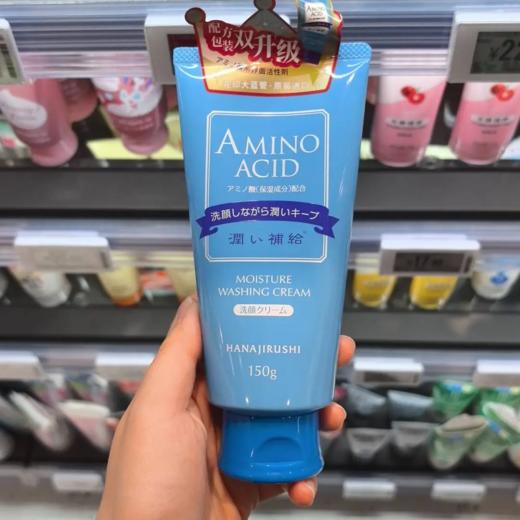 配方
包装
双升级
AMINO
ACID
AMINO
ACID
アミノ酸(保湿成分)配合
洗顔しながら潤いキープ
潤い補給
MOISTURE
WASHING CREAM
洗顔クリーム
HANAJIRUSHI
150g